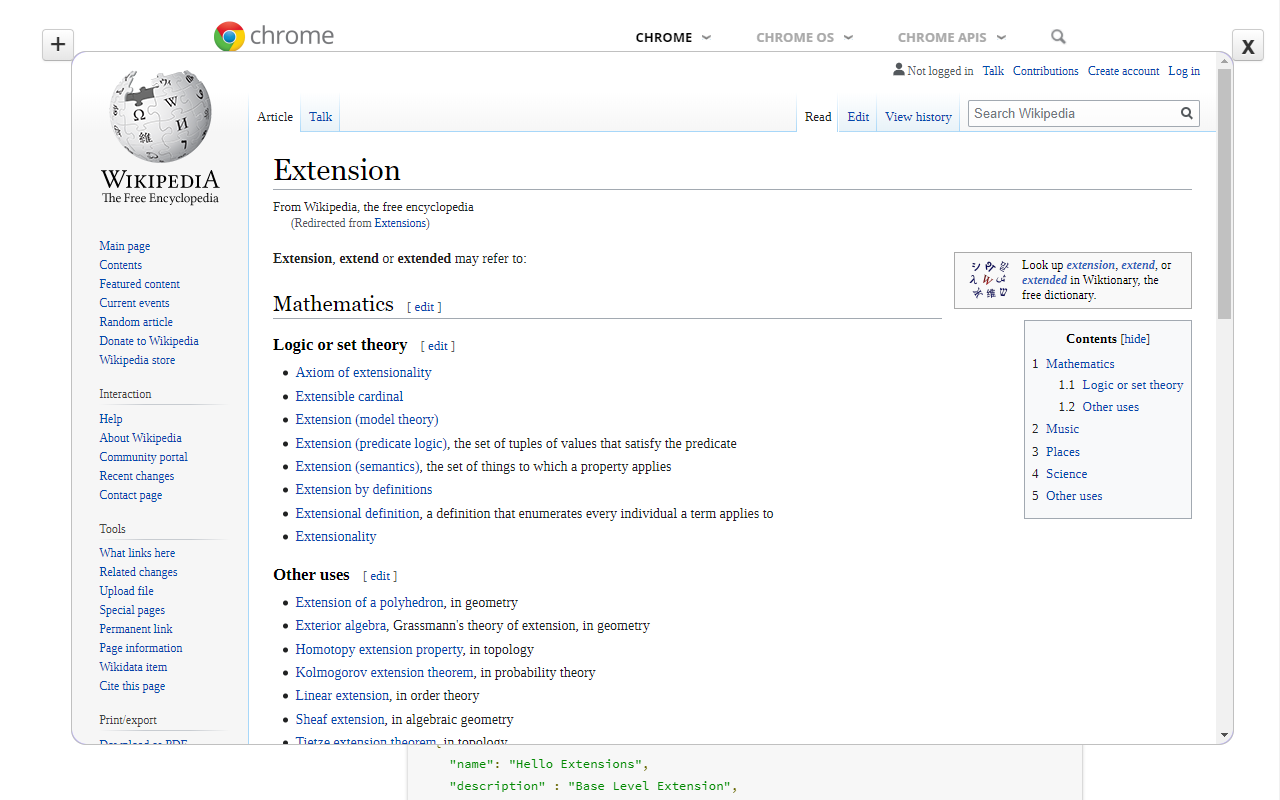 +
chrome
CHROME
CHROME OS
CHROME APIS
X
Not logged in Talk Contributions Create account Log in
WIKIPEDIA
The Free Encyclopedia
Article Talk
Read Edit View history
Search Wikipedia
Main page
Contents
Featured content
Current events
Random article
Donate to Wikipedia
Wikipedia store
Interaction
Help
About Wikipedia
Community portal
Recent changes
Contact page
Tools
What links here
Related changes
Upload file
Special pages
Permanent link
Page information
Wikidata item
Cite this page
Print/export
Download as PDF
Extension
From Wikipedia, the free encyclopedia
(Redirected from Extensions)
Extension, extend or extended may refer to:
Look up extension, extend, or
extended in Wiktionary, the
free dictionary.
Mathematics [ edit ]
Logic or set theory [ edit ]
• Axiom of extensionality
• Extensible cardinal
• Extension (model theory)
• Extension (predicate logic), the set of tuples of values that satisfy the predicate
• Extension (semantics), the set of things to which a property applies
• Extension by definitions
• Extensional definition, a definition that enumerates every individual a term applies to
• Extensionality
Other uses [ edit ]
• Extension of a polyhedron, in geometry
• Exterior algebra, Grassmann's theory of extension, in geometry
• Homotopy extension property, in topology
• Kolmogorov extension theorem, in probability theory
• Linear extension, in order theory
• Sheaf extension, in algebraic geometry
• Tietze extension theorem, in topology
Contents [hide]
1 Mathematics
1.1 Logic or set theory
1.2 Other uses
2 Music
3 Places
4 Science
5 Other uses
"name": "Hello Extensions",
"description" : "Base Level Extension",